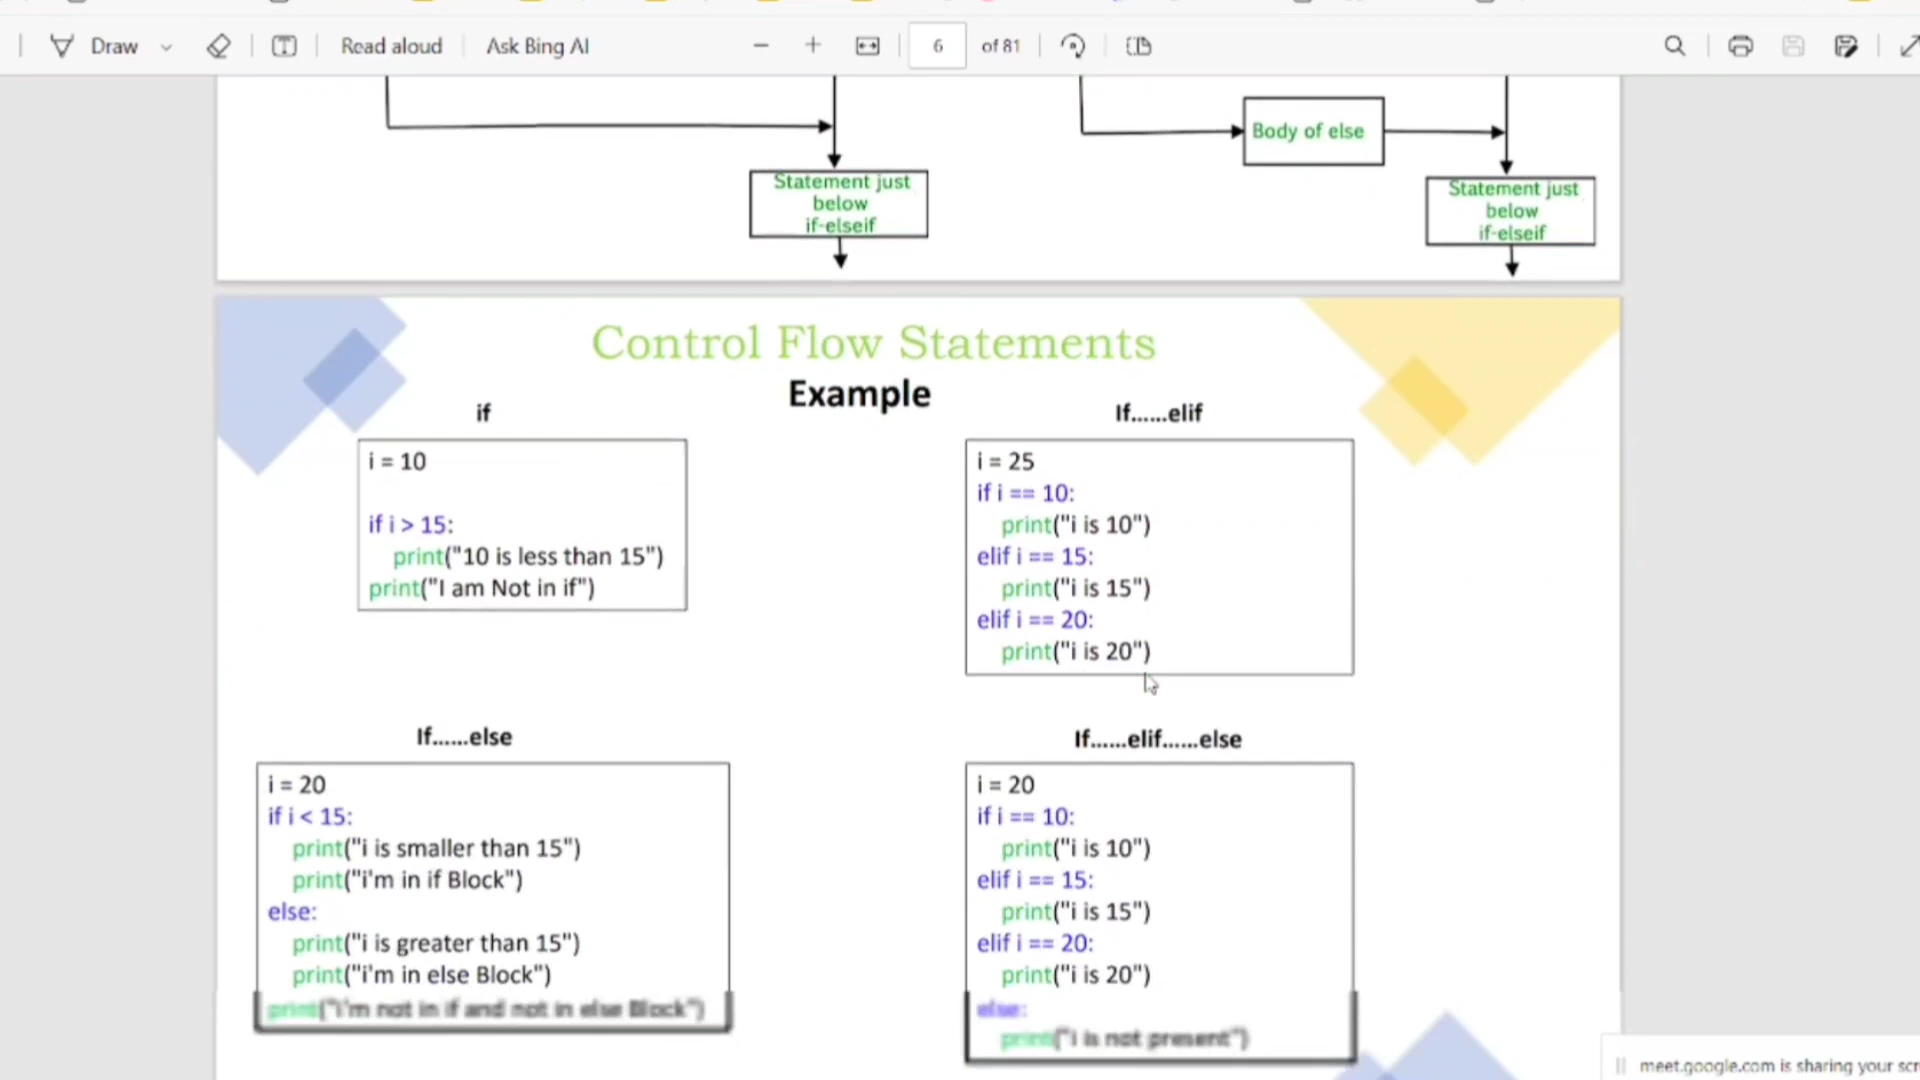 Draw
Read aloud
Ask Bing AI
6
of 81
Body of else
Statement just
below
if-elseif
Statement just
below
if-elseif
Control Flow Statements
Example
if
i = 10
if i > 15:
print("10 is less than 15")
print("I am Not in if")
If......elif
i = 25
if i == 10:
print("i is 10")
elif i == 15:
print("i is 15")
elif i == 20:
print("i is 20")
If......else
i = 20
if i < 15:
print("i is smaller than 15")
print("i'm in if Block")
else:
print("i is greater than 15")
print("i'm in else Block")
print("i'm not in if and not in else Block")
If......elif......else
i = 20
if i == 10:
print("i is 10")
elif i == 15:
print("i is 15")
elif i == 20:
print("i is 20")
else:
print("i is not present")
meet.google.com is sharing your scr